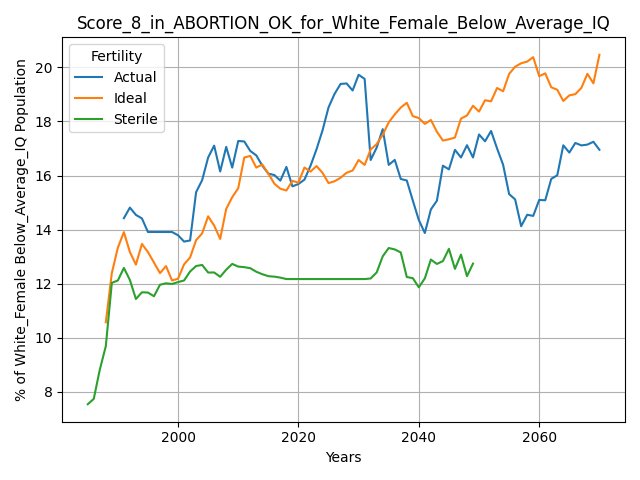 Score_8_in_ABORTION_OK_for_White_Female_Below_Average_IQ
% of White_Female Below_Average_IQ Population
Fertility
Actual
Ideal
Sterile
20
18
16
14
12
10
8
2000 2020 2040 2060
Years